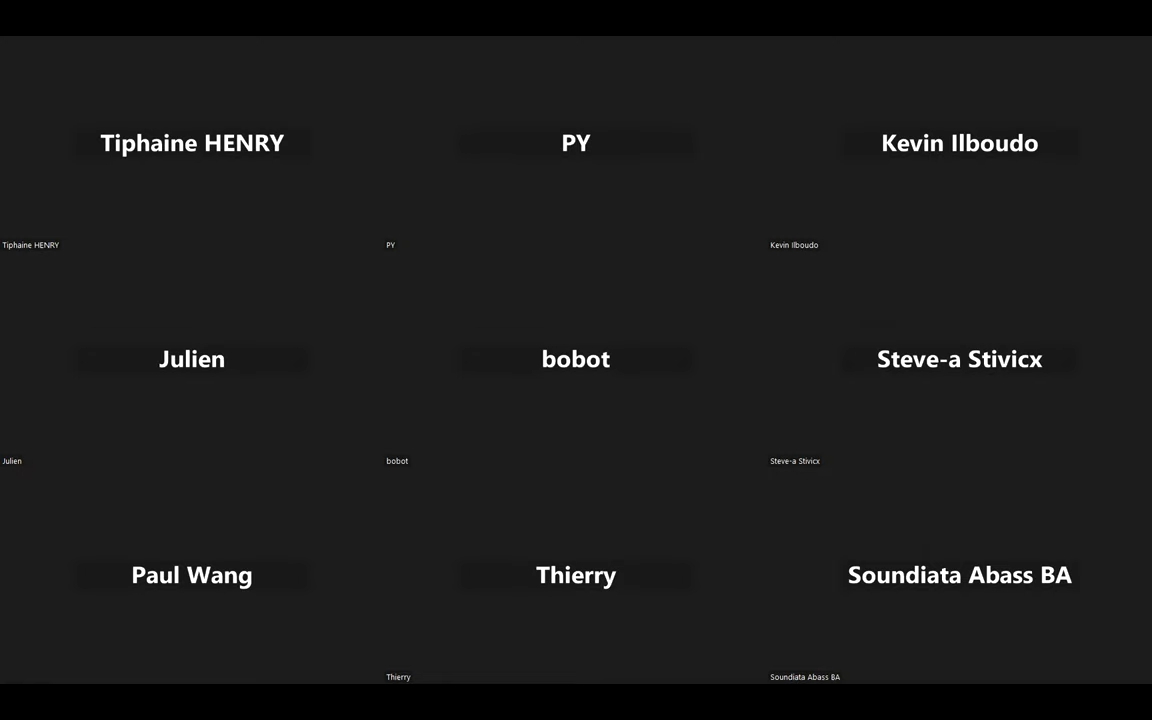 Tiphaine HENRY
PY
Kevin Ilboudo
Tiphaine HENRY
PY
Kevin Ilboudo
Julien
bobot
Steve-a Stivicx
Julien
bobot
Steve-a Stivicx
Paul Wang
Thierry
Soundiata Abass BA
Thierry
Soundiata Abass BA